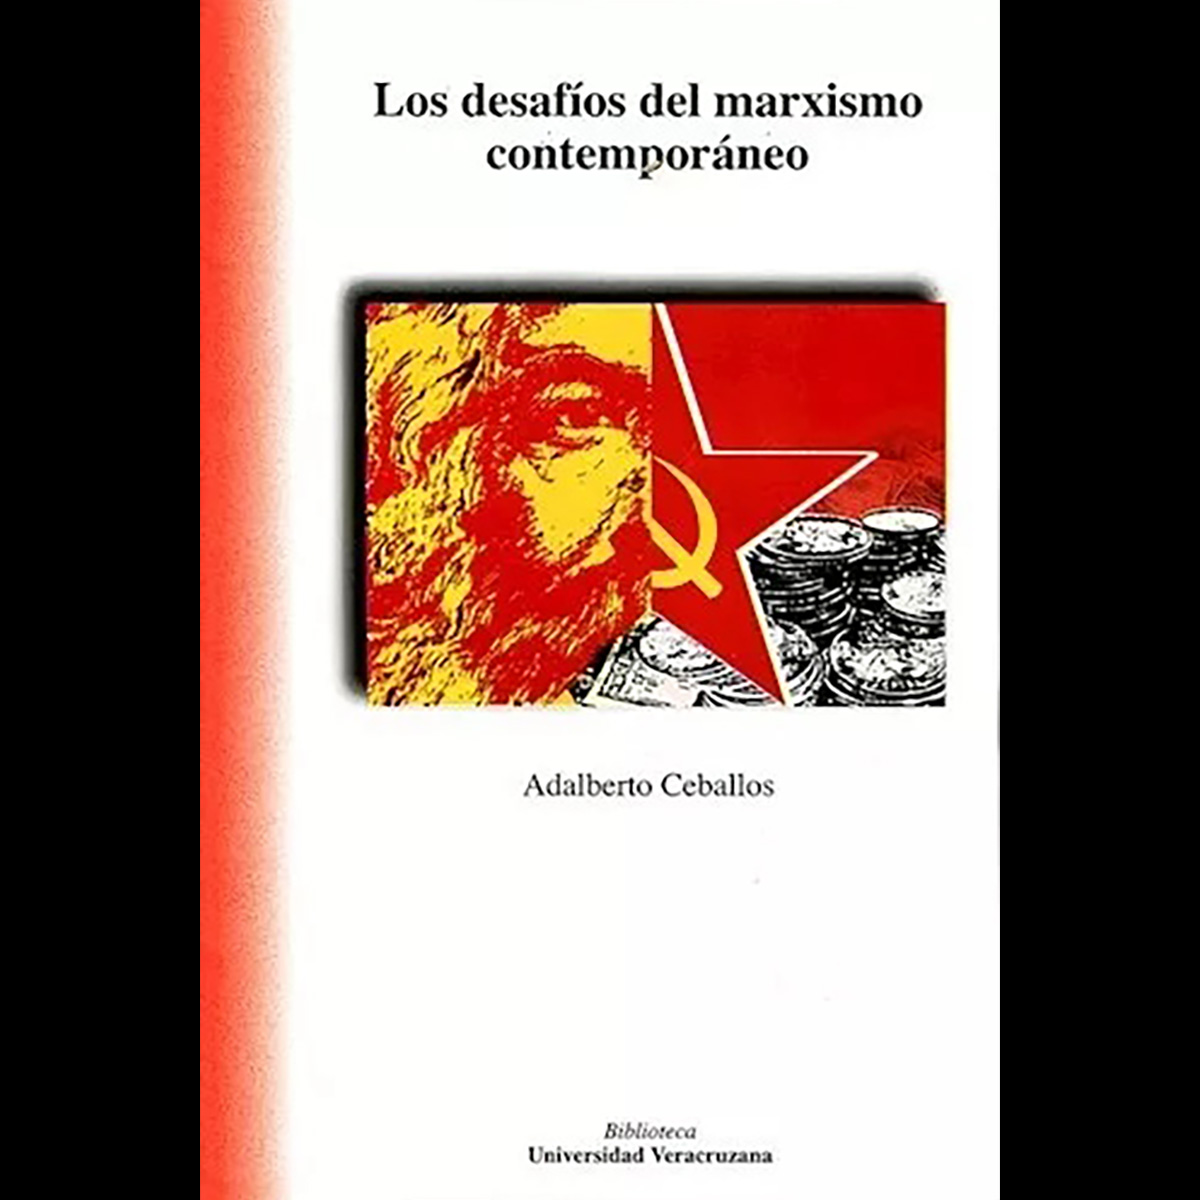 Los desafíos del marxismo
contemporáneo
Adalberto Ceballos
Biblioteca
Universidad Veracruzana